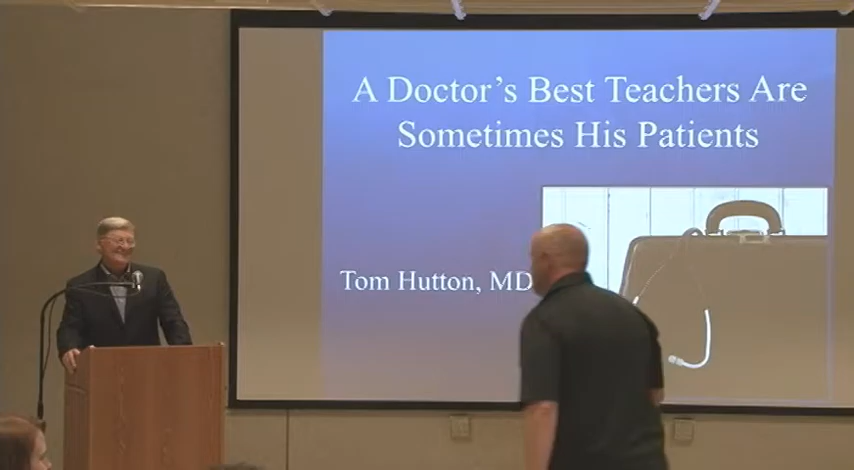 A Doctor's Best Teachers Are
Sometimes His Patients
Tom Hutton, MD